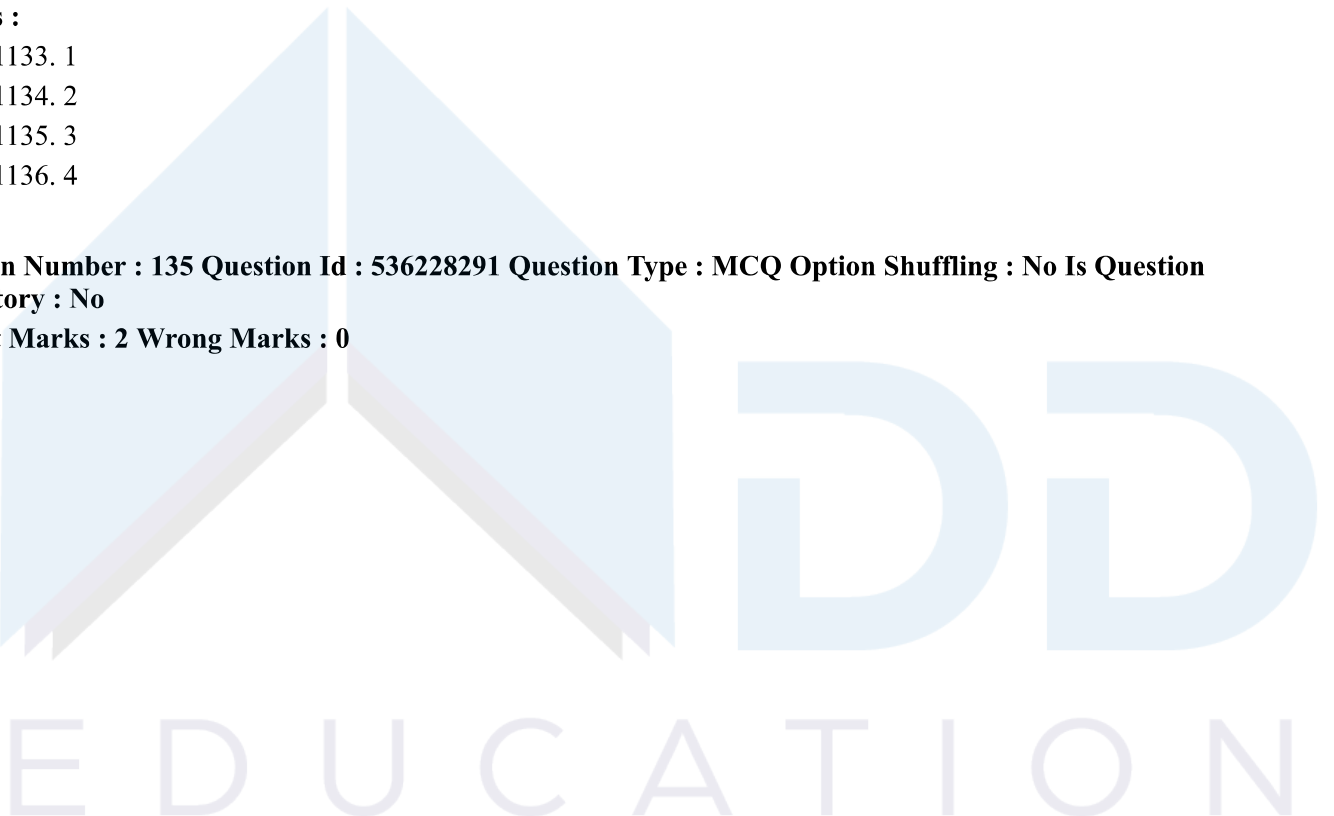 s :
1133. 1
1134. 2
1135. 3
1136. 4
n Number : 135 Question Id : 536228291 Question Type : MCQ Option Shuffling : No Is Question
tory : No
t Marks : 2 Wrong Marks : 0
DD
EDUCATION